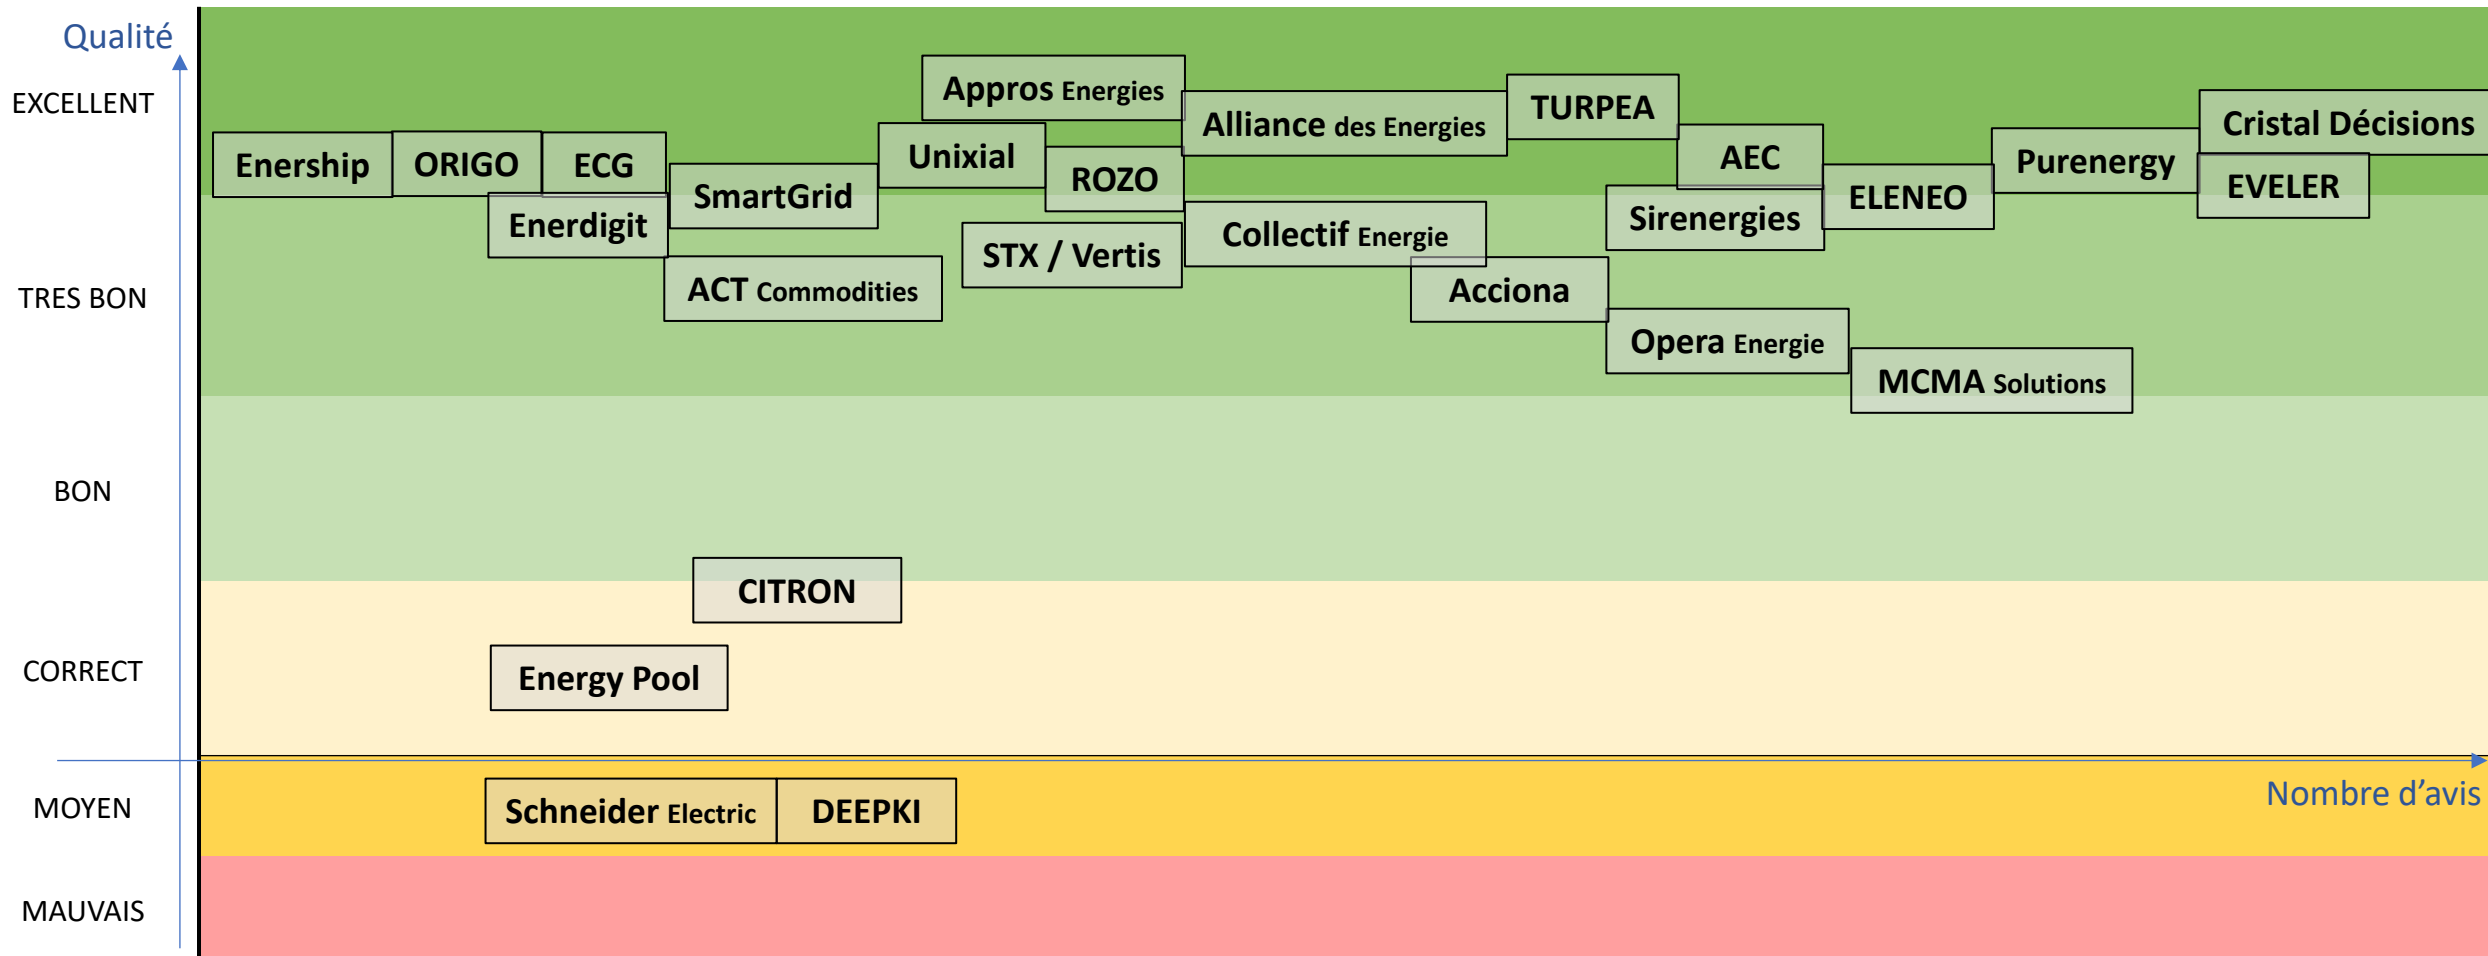 Qualité
EXCELLENT
Appros Energies
Alliance des Energies
TURPEA
Cristal Décisions
Enership
ORIGO
ECG
Unixial
ROZO
AEC
Purenergy
EVELER
SmartGrid
ELENEO
Enerdigit
Sirenergies
Collectif Energie
STX / Vertis
TRES BON
ACT Commodities
Acciona
Opera Energie
MCMA Solutions
BON
CITRON
CORRECT
Energy Pool
Nombre d’avis
MOYEN
Schneider Electric
DEEPKI
MAUVAIS